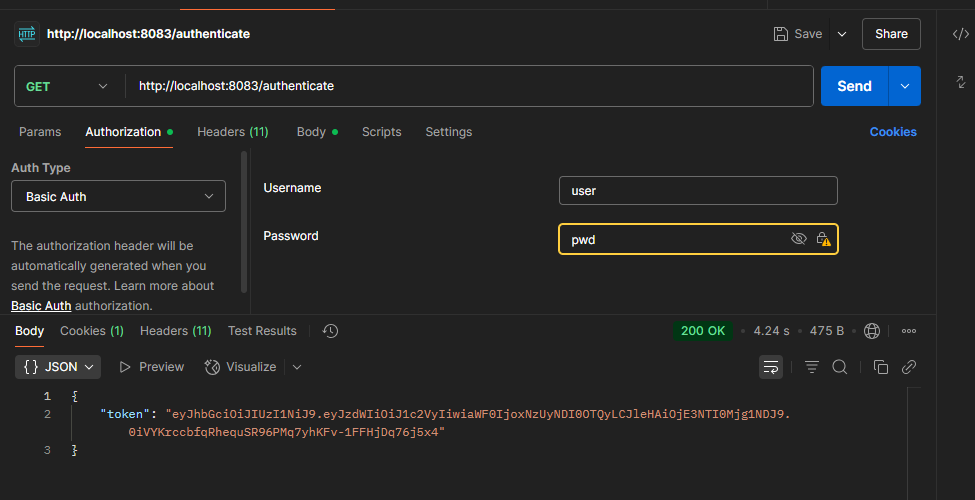 HTTP http://localhost:8083/authenticate Save Share
GET http://localhost:8083/authenticate Send
Params Authorization Headers (11) Body Scripts Settings Cookies
Auth Type
Basic Auth
The authorization header will be
automatically generated when you
send the request. Learn more about
Basic Auth authorization.
Username user
Password pwd
Body Cookies (1) Headers (11) Test Results 200 OK • 4.24 s • 475 B
{} JSON Preview Visualize
1 {
2 "token": "eyJhbGciOiJIUzI1NiJ9.eyJzdWIiOiJ1c2VyIiwiaWF0IjoxNzUyNDI0OTQyLCJleHAiOjE3NTI0Mjg1NDJ9.
0iVYKrccbfqRhequSR96PMq7yhKFv-1FFHjDq76j5x4"
3 }